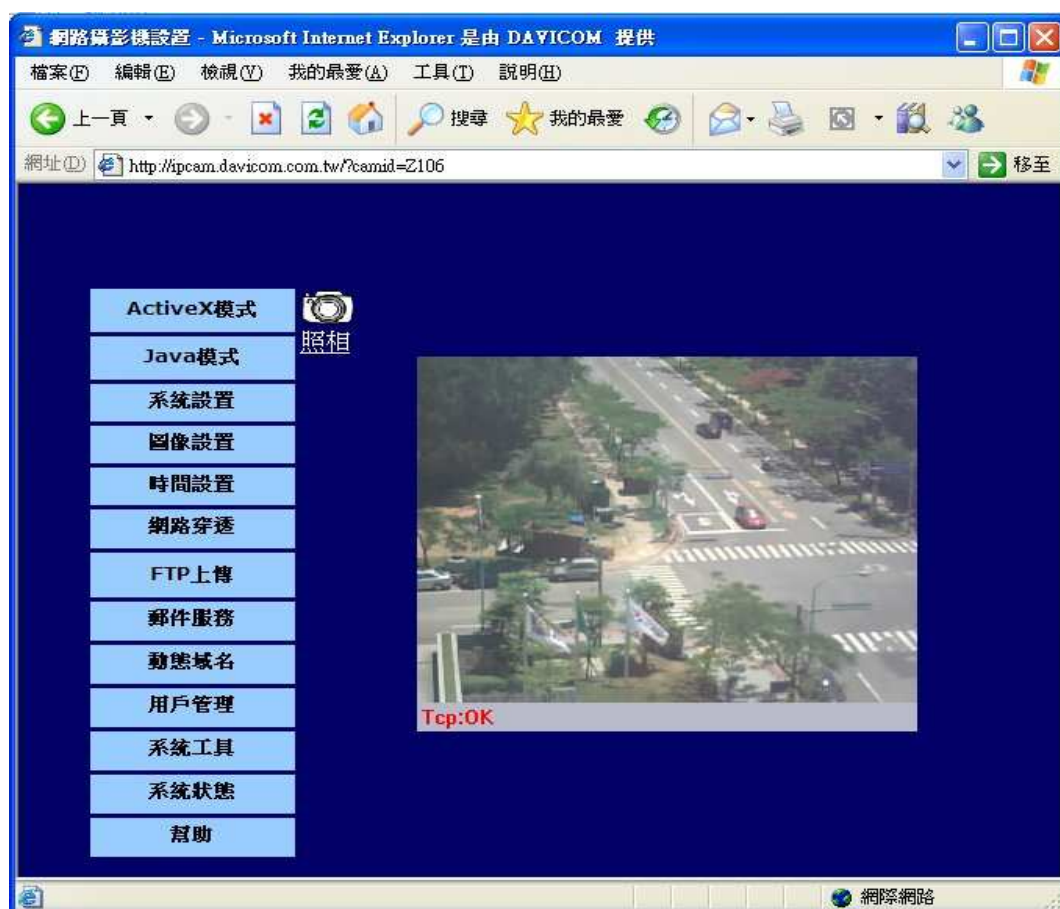 網路攝影機設置 - Microsoft Internet Explorer 是由 DAVICOM 提供
檔案(F) 編輯(E) 檢視(V) 我的最愛(A) 工具(T) 說明(H)
上一頁 搜尋 我的最愛
網址(D) http://ipcam.davicom.com.tw/?camid=Z106 移至
ActiveX模式
照相
Java模式
系統設置
圖像設置
時間設置
網路穿透
FTP上傳
郵件服務
動態域名
用戶管理
系統工具
系統狀態
幫助
Tcp:OK
網際網路